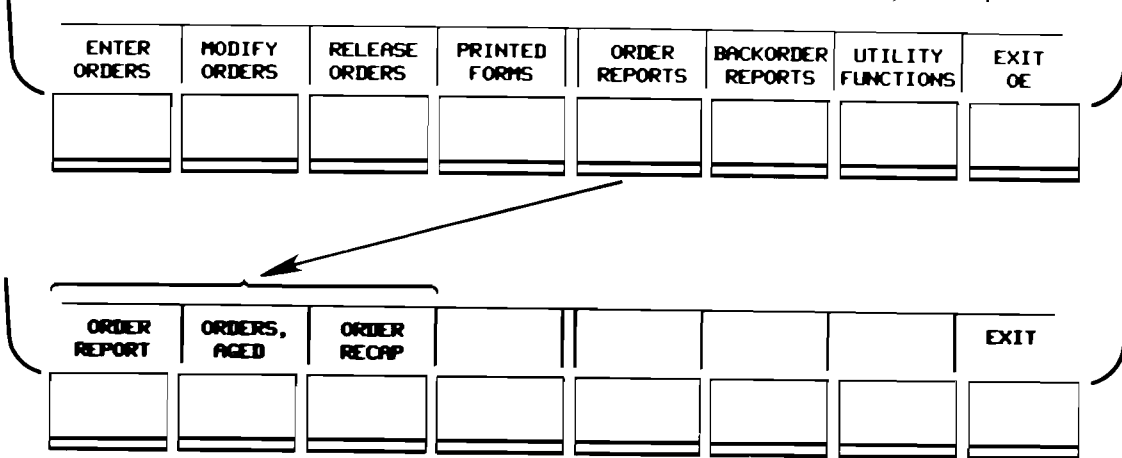 ENTER ORDERS
MODIFY ORDERS
RELEASE ORDERS
PRINTED FORMS
ORDER REPORTS
BACKORDER REPORTS
UTILITY FUNCTIONS
EXIT OE
ORDER REPORT
ORDERS, AGED
ORDER RECAP
EXIT